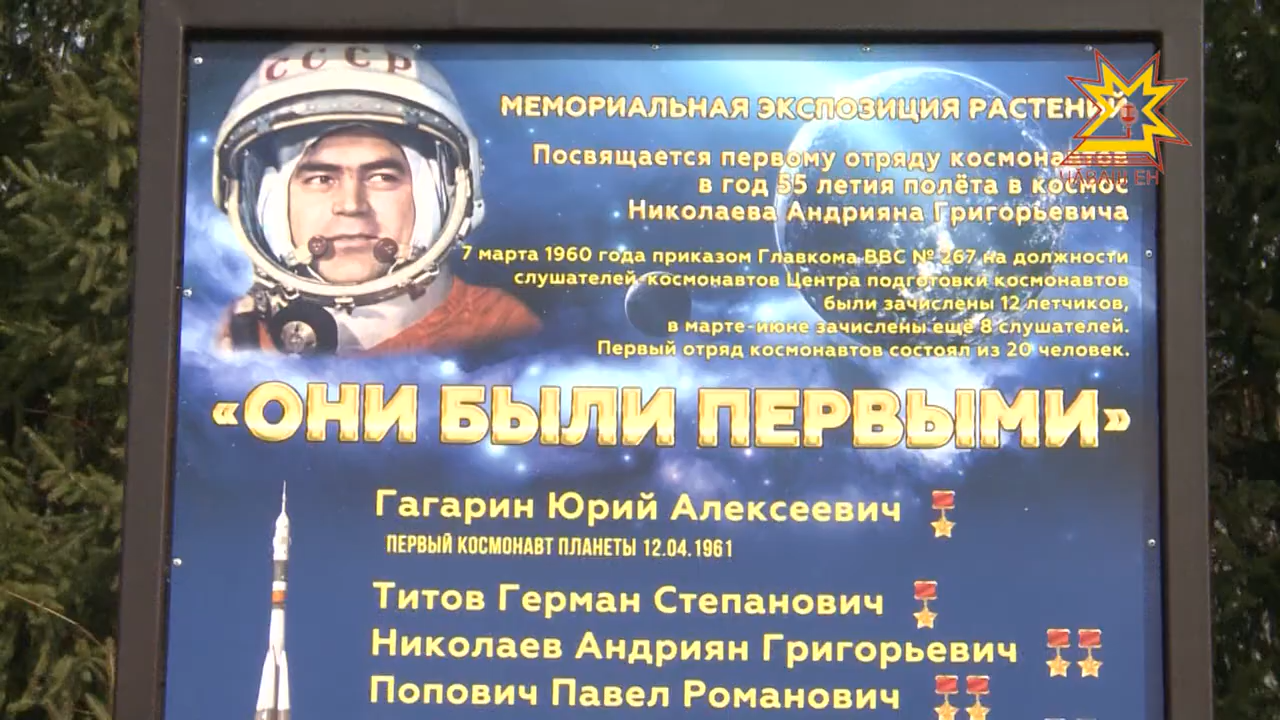 СССР
МЕМОРИАЛЬНАЯ ЭКСПОЗИЦИЯ РАСТЕНИЙ
Посвящается первому отряду космонавтов
в год 55 летия полёта в космос
Николаева Андрияна Григорьевича
ЧӐВАШ ЕН
7 марта 1960 года приказом Главкома ВВС № 267 на должности
слушателей-космонавтов Центра подготовки космонавтов
были зачислены 12 летчиков,
в марте-июне зачислены ещё 8 слушателей.
Первый отряд космонавтов состоял из 20 человек.
«ОНИ БЫЛИ ПЕРВЫМИ»
Гагарин Юрий Алексеевич
ПЕРВЫЙ КОСМОНАВТ ПЛАНЕТЫ 12.04.1961
Титов Герман Степанович
Николаев Андриян Григорьевич
Попович Павел Романович